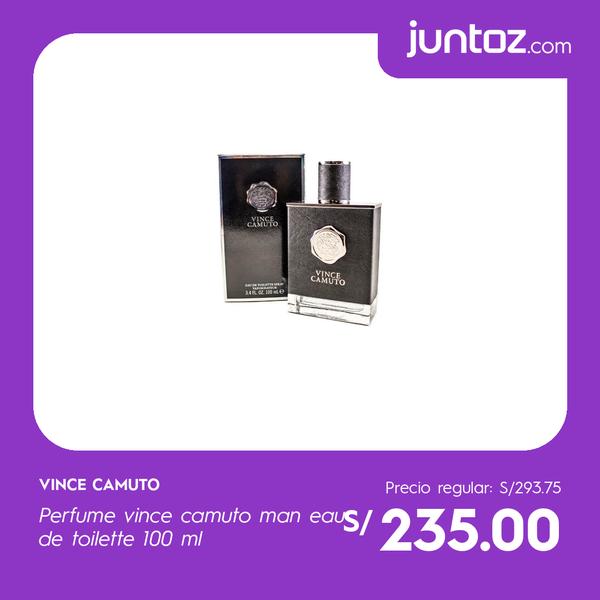 juntoz.com
VINCE
CAMUTO
EAU DE TOILETTE SPRAY
VAPORISATEUR
3.4 FL. OZ. 100 mL ℮
VINCE
CAMUTO
VINCE CAMUTO
Perfume vince camuto man eau
de toilette 100 ml
Precio regular: S/293.75
S/ 235.00